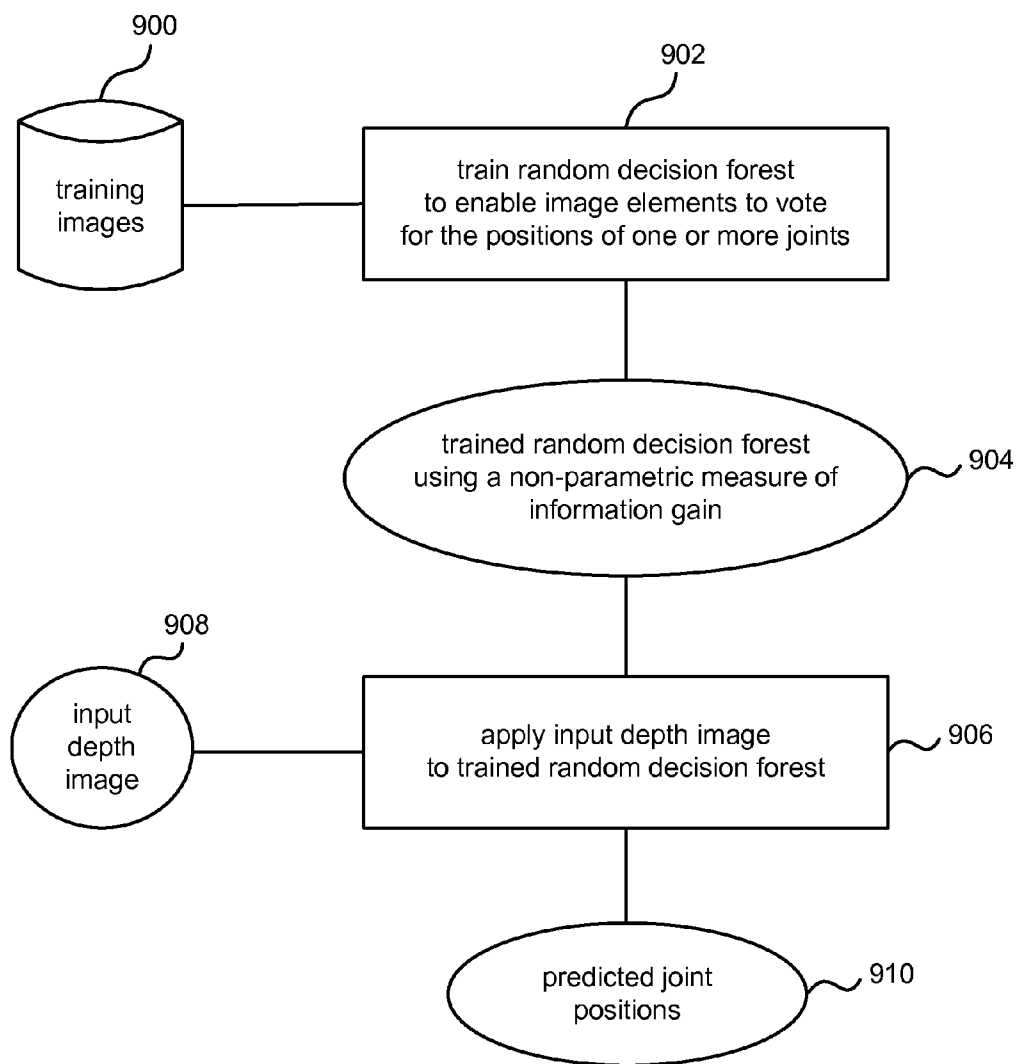 900
902
training
images
train random decision forest
to enable image elements to vote
for the positions of one or more joints
trained random decision forest
using a non-parametric measure of
information gain
904
908
input
depth
image
apply input depth image
to trained random decision forest
906
predicted joint
positions
910